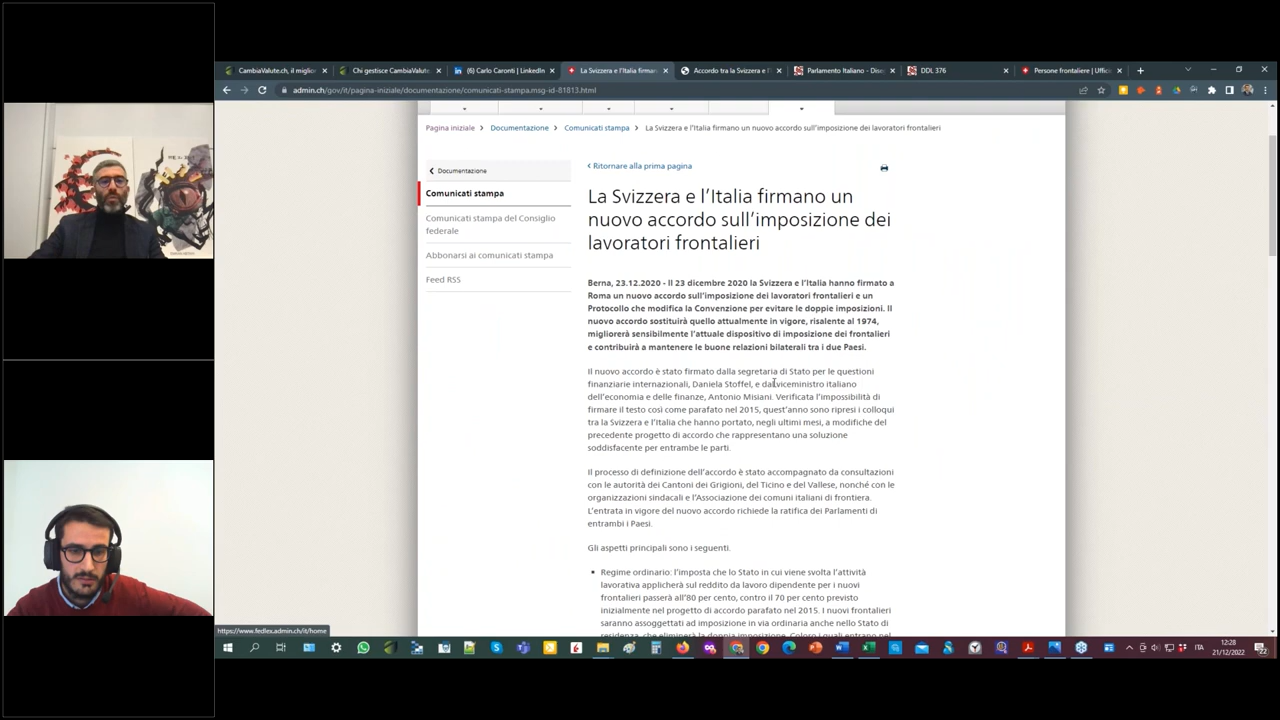 CambiaValute.ch, il miglio
Chi gestisce CambiaValute.
(6) Carlo Caronti | LinkedIn
La Svizzera e l'Italia firman
Accordo tra la Svizzera e l'I
Parlamento Italiano - Dise
DDL 376
Persone frontaliere | Uffici
admin.ch/gov/it/pagina-iniziale/documentazione/comunicati-stampa.msg-id-81813.html
Pagina iniziale
Documentazione
Comunicati stampa
La Svizzera e l'Italia firmano un nuovo accordo sull'imposizione dei lavoratori frontalieri
Documentazione
Comunicati stampa
Comunicati stampa del Consiglio
federale
Abbonarsi ai comunicati stampa
Feed RSS
Ritornare alla prima pagina
La Svizzera e l'Italia firmano un
nuovo accordo sull'imposizione dei
lavoratori frontalieri
Berna, 23.12.2020 - Il 23 dicembre 2020 la Svizzera e l'Italia hanno firmato a
Roma un nuovo accordo sull'imposizione dei lavoratori frontalieri e un
Protocollo che modifica la Convenzione per evitare le doppie imposizioni. Il
nuovo accordo sostituirà quello attualmente in vigore, risalente al 1974,
migliorerà sensibilmente l'attuale dispositivo di imposizione dei frontalieri
e contribuirà a mantenere le buone relazioni bilaterali tra i due Paesi.
Il nuovo accordo è stato firmato dalla segretaria di Stato per le questioni
finanziarie internazionali, Daniela Stoffel, e dal viceministro italiano
dell'economia e delle finanze, Antonio Misiani. Verificata l'impossibilità di
firmare il testo così come parafato nel 2015, quest'anno sono ripresi i colloqui
tra la Svizzera e l'Italia che hanno portato, negli ultimi mesi, a modifiche del
precedente progetto di accordo che rappresentano una soluzione
soddisfacente per entrambe le parti.
Il processo di definizione dell'accordo è stato accompagnato da consultazioni
con le autorità dei Cantoni dei Grigioni, del Ticino e del Vallese, nonché con le
organizzazioni sindacali e l'Associazione dei comuni italiani di frontiera.
L'entrata in vigore del nuovo accordo richiede la ratifica dei Parlamenti di
entrambi i Paesi.
Gli aspetti principali sono i seguenti.
Regime ordinario: l'imposta che lo Stato in cui viene svolta l'attività
lavorativa applicherà sul reddito da lavoro dipendente per i nuovi
frontalieri passerà all'80 per cento, contro il 70 per cento previsto
inizialmente nel progetto di accordo parafato nel 2015. I nuovi frontalieri
saranno assoggettati ad imposizione in via ordinaria anche nello Stato di
residenza, che eliminerà la doppia imposizione. Coloro i quali entrano nel
https://www.fedlex.admin.ch/it/home
ITA
12:28
21/12/2022